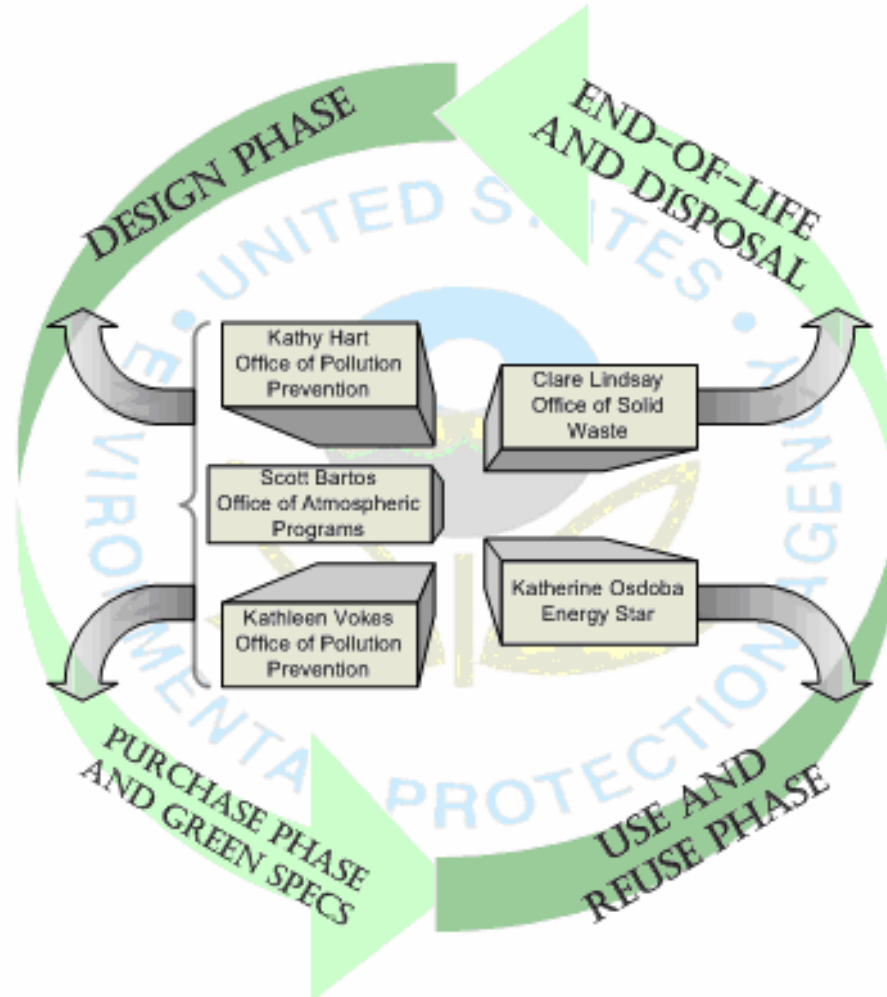 DESIGN PHASE
END-OF-LIFE
AND DISPOSAL
• UNITED STATES •
ENVIRONMENTAL PROTECTION AGENCY
Kathy Hart
Office of Pollution
Prevention
Clare Lindsay
Office of Solid
Waste
Scott Bartos
Office of Atmospheric
Programs
Kathleen Vokes
Office of Pollution
Prevention
Katherine Osdoba
Energy Star
PURCHASE PHASE
AND GREEN SPECS
USE AND
REUSE PHASE